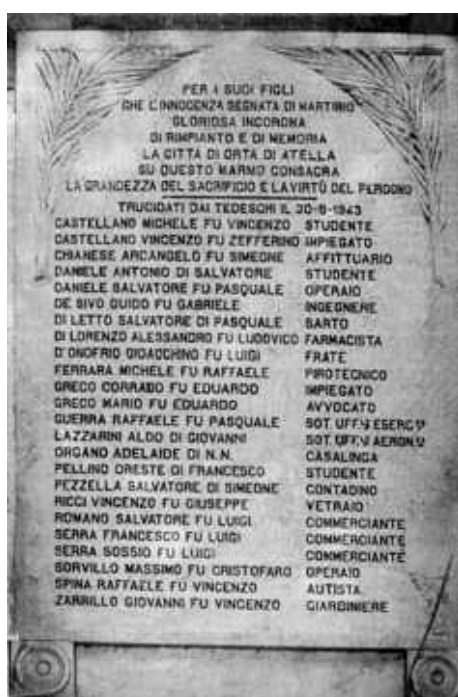 PER I SUOI FIGLI
CHE L'INNOCENZA SEGNATA DI MARTIRIO
GLORIOSA INCORONA
DI RIMPIANTO E DI MEMORIA
LA CITTÀ DI ORTA DI ATELLA
SU QUESTO MARMO CONSACRA
LA GRANDEZZA DEL SACRIFICIO E LA VIRTÙ DEL PERDONO
TRUCIDATI DAI TEDESCHI IL 30-9-1943
CASTELLANO MICHELE FU VINCENZO STUDENTE
CASTELLANO VINCENZO FU ZEFFERINO IMPIEGATO
CHIANESE ARCANGELO FU SIMEONE AFFITTUARIO
DANIELE ANTONIO DI SALVATORE STUDENTE
DANIELE SALVATORE FU PASQUALE OPERAIO
DE SIVO GUIDO FU GABRIELE INGEGNERE
DI LETTO SALVATORE DI PASQUALE SARTO
DI LORENZO ALESSANDRO FU LUDOVICO FARMACISTA
D'ONOFRIO GIOACCHINO FU LUIGI FRATE
FERRARA MICHELE FU RAFFAELE PIROTECNICO
GRECO CORRADO FU EDUARDO IMPIEGATO
GRECO MARIO FU EDUARDO AVVOCATO
GUERRA RAFFAELE FU PASQUALE SOT. UFF.
LAZZARINI ALDO DI GIOVANNI SOT. UFF.
ORGANO ADELAIDE DI N.N. CASALINGA
PELLINO ORESTE DI FRANCESCO STUDENTE
PEZZELLA SALVATORE DI SIMEONE CONTADINO
RICCI VINCENZO FU GIUSEPPE VETRAIO
ROMANO SALVATORE FU LUIGI COMMERCIANTE
SERRA FRANCESCO FU LUIGI COMMERCIANTE
SERRA SOSSIO FU LUIGI COMMERCIANTE
SORVILLO MASSIMO FU CRISTOFARO OPERAIO
SPINA RAFFAELE FU VINCENZO AUTISTA
ZARRILLO GIOVANNI FU VINCENZO GIARDINIERE